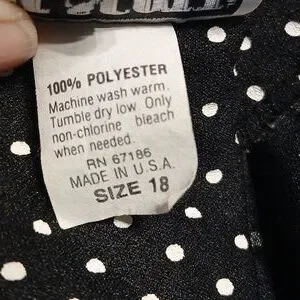 100% POLYESTER
Machine wash warm.
Tumble dry low. Only
non-chlorine bleach
when needed.
RN 67186
MADE IN U.S.A.
SIZE 18